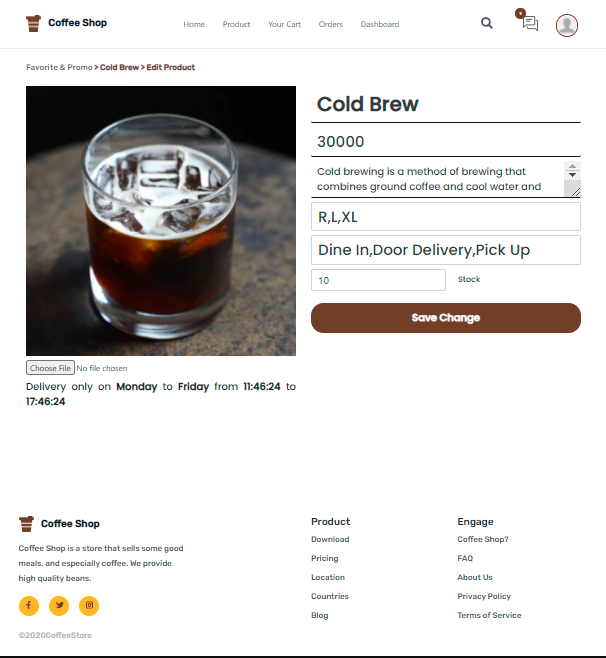 Coffee Shop
Home Product Your Cart Orders Dashboard
Favorite & Promo > Cold Brew > Edit Product
Cold Brew
30000
Cold brewing is a method of brewing that
combines ground coffee and cool water and
R,L,XL
Dine In,Door Delivery,Pick Up
10
Stock
Save Change
Choose File No file chosen
Delivery only on Monday to Friday from 11:46:24 to
17:46:24
Coffee Shop
Coffee Shop is a store that sells some good
meals, and especially coffee. We provide
high quality beans.
©2020CoffeeStore
Product
Download
Pricing
Location
Countries
Blog
Engage
Coffee Shop?
FAQ
About Us
Privacy Policy
Terms of Service